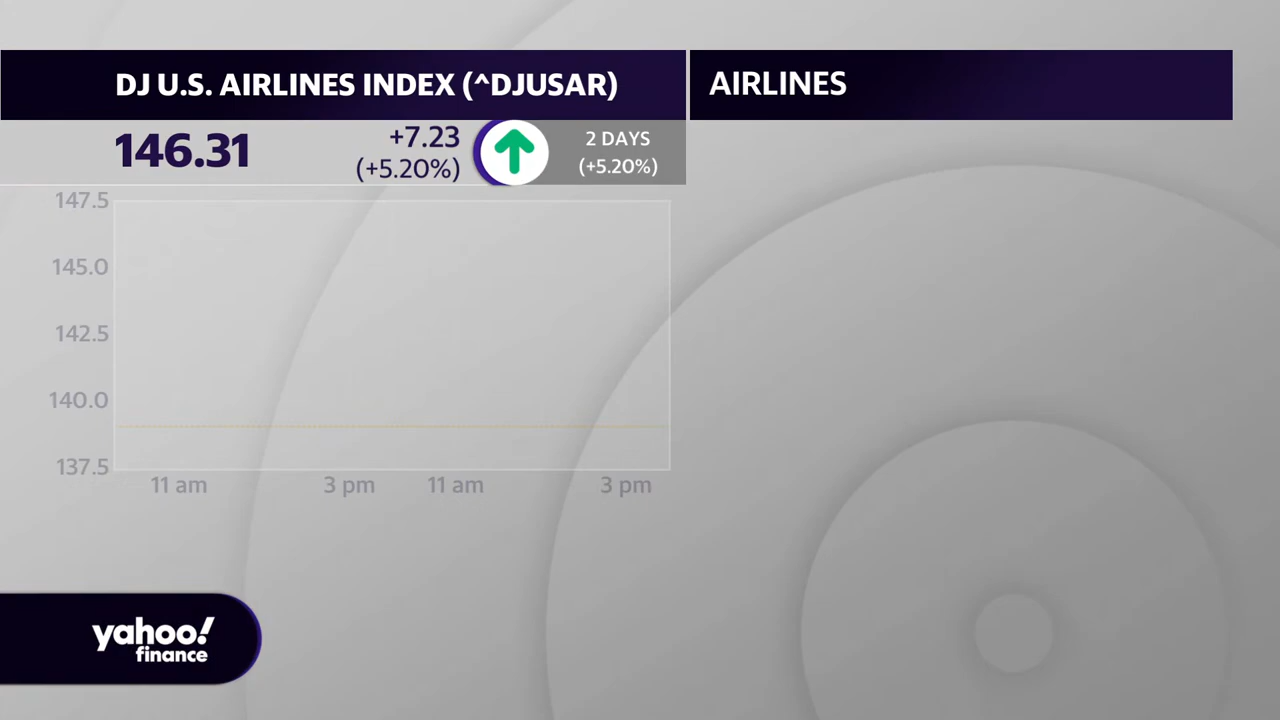 DJ U.S. AIRLINES INDEX (^DJUSAR)
AIRLINES
146.31
+7.23
(+5.20%)
2 DAYS
(+5.20%)
147.5
145.0
142.5
140.0
137.5
11 am 3 pm 11 am 3 pm
yahoo!
finance